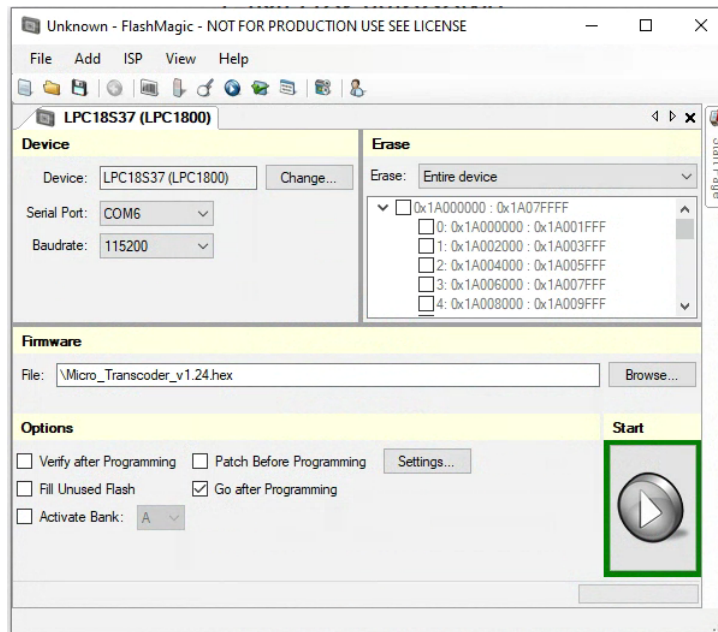 Unknown - FlashMagic - NOT FOR PRODUCTION USE SEE LICENSE
File Add ISP View Help
LPC18S37 (LPC1800)
Device
Device: LPC18S37 (LPC1800) Change...
Serial Port: COM6
Baudrate: 115200
Erase
Erase: Entire device
0x1A000000 : 0x1A07FFFF
0: 0x1A000000 : 0x1A001FFF
1: 0x1A002000 : 0x1A003FFF
2: 0x1A004000 : 0x1A005FFF
3: 0x1A006000 : 0x1A007FFF
4: 0x1A008000 : 0x1A009FFF
Start Page
Firmware
File: \Micro_Transcoder_v1.24.hex Browse...
Options
Verify after Programming Patch Before Programming Settings...
Fill Unused Flash Go after Programming
Activate Bank: A
Start